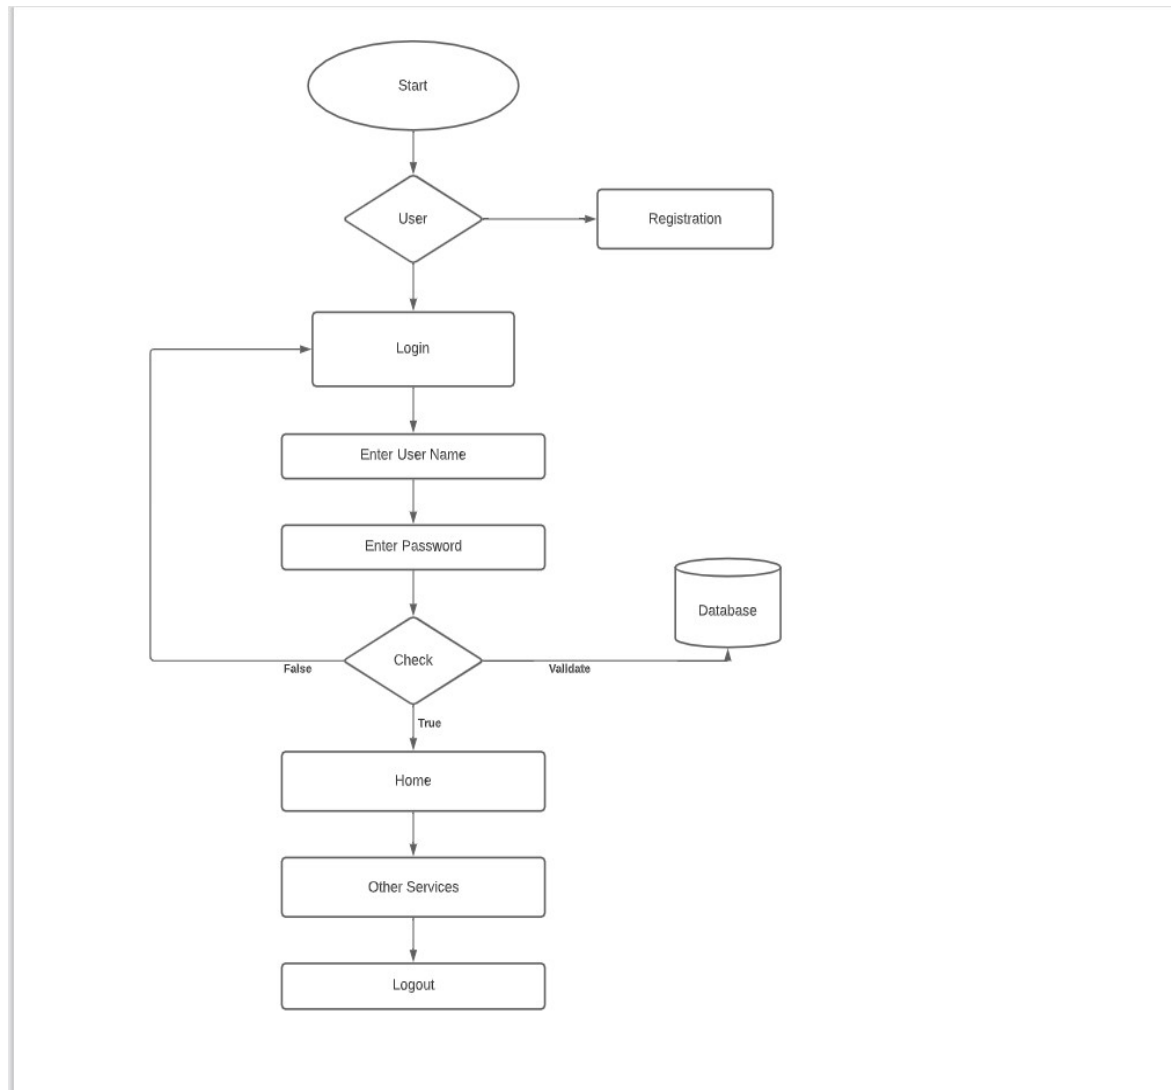 Start
User
Registration
Login
Enter User Name
Enter Password
Database
Check
False
Validate
True
Home
Other Services
Logout